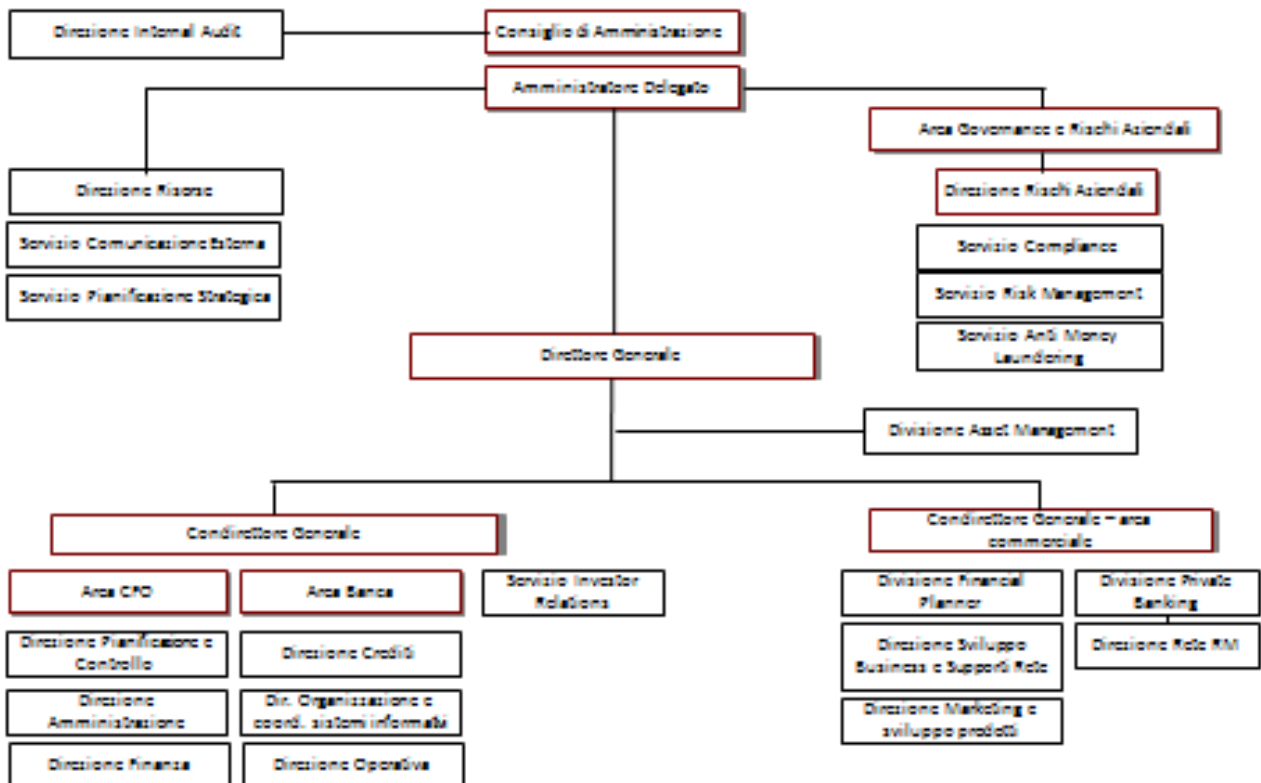 Direzione Internal Audit
Consiglio di Amministrazione
Amministratore Delegato
Area Governance e Rischi Aziendali
Direzione Risorse
Direzione Rischi Aziendali
Servizio Comunicazione Esterna
Servizio Compliance
Servizio Pianificazione Strategica
Servizio Risk Management
Servizio Anti Money
Laundering
Direttore Generale
Divisione Asset Management
Condirettore Generale
Condirettore Generale – area
commerciale
Area CFO
Area Banca
Servizio Investor
Relations
Divisione Financial
Planner
Divisione Private
Banking
Direzione Pianificazione e
Controllo
Direzione Crediti
Direzione Sviluppo
Business e Supporti Rete
Direzione Rete RM
Direzione
Amministrazione
Dir. Organizzazione e
coord. sistemi informativi
Direzione Marketing e
sviluppo prodotti
Direzione Finanza
Direzione Operativa